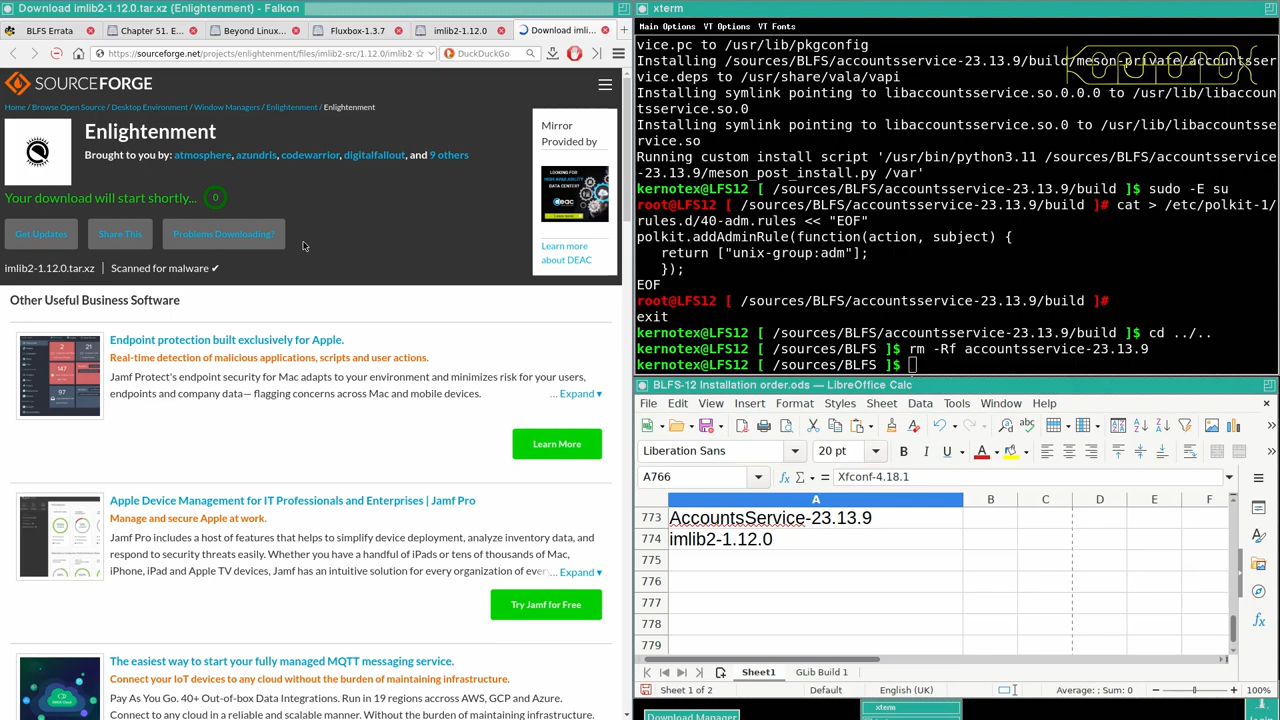 Download imlib2-1.12.0.tar.xz (Enlightenment) - Falkon
BLFS Errata
Chapter 51. E...
Beyond Linux...
Fluxbox-1.3.7
imlib2-1.12.0
Download imli...
https://sourceforge.net/projects/enlightenment/files/imlib2-src/1.12.0/imlib2-
DuckDuckGo
SOURCEFORGE
Home / Browse Open Source / Desktop Environment / Window Managers / Enlightenment / Enlightenment
Enlightenment
Brought to you by: atmosphere, azundris, codewarrior, digitalfallout, and 9 others
Your download will start shortly... 0
Get Updates
Share This
Problems Downloading?
imlib2-1.12.0.tar.xz | Scanned for malware ✔
Mirror
Provided by
LOOKING FOR
HIGH-AVAILABILITY
DATA CENTER?
deac
Learn more
about DEAC
Other Useful Business Software
Endpoint protection built exclusively for Apple.
Real-time detection of malicious applications, scripts and user actions.
Jamf Protect's endpoint security for Mac adapts to your environment and minimize risk for your users,
endpoints and company data— flagging concerns across Mac and mobile devices.
... Expand ▾
Learn More
Apple Device Management for IT Professionals and Enterprises | Jamf Pro
Manage and secure Apple at work.
Jamf Pro includes a host of features that helps to simplify device deployment, analyze inventory data, and
respond to security threats easily. Whether you have a handful of iPads or tens of thousands of Mac,
iPhone, iPad and Apple TV devices, Jamf has an intuitive solution for every organization of ever
... Expand ▾
Try Jamf for Free
The easiest way to start your fully managed MQTT messaging service.
Connect your IoT devices to any cloud without the burden of maintaining infrastructure.
Pay As You Go. 40+ Out-of-box Data Integrations. Run in 19 regions accross AWS, GCP and Azure.
Connect to any cloud in a reliable and scalable manner. Without the burden of maintaining
xterm
Main Options VT Options VT Fonts
vice.pc to /usr/lib/pkgconfig
Installing /sources/BLFS/accountsservice-23.13.9/build/meson-private/accountsser
vice.deps to /usr/share/vala/vapi
Installing symlink pointing to libaccountsservice.so.0.0.0 to /usr/lib/libaccoun
tsservice.so.0
Installing symlink pointing to libaccountsservice.so.0 to /usr/lib/libaccountsse
rvice.so
Running custom install script '/usr/bin/python3.11 /sources/BLFS/accountsservice
-23.13.9/meson_post_install.py /var'
kernotex@LFS12 [ /sources/BLFS/accountsservice-23.13.9/build ]$ sudo -E su
root@LFS12 [ /sources/BLFS/accountsservice-23.13.9/build ]# cat > /etc/polkit-1/
rules.d/40-adm.rules << "EOF"
polkit.addAdminRule(function(action, subject) {
return ["unix-group:adm"];
});
EOF
root@LFS12 [ /sources/BLFS/accountsservice-23.13.9/build ]#
exit
kernotex@LFS12 [ /sources/BLFS/accountsservice-23.13.9/build ]$ cd ../..
kernotex@LFS12 [ /sources/BLFS ]$ rm -Rf accountsservice-23.13.9
kernotex@LFS12 [ /sources/BLFS ]$
BLFS-12 Installation order.ods — LibreOffice Calc
File Edit View Insert Format Styles Sheet Data Tools Window Help
Liberation Sans
20 pt
A766
Xfconf-4.18.1
A B C D E F
773 AccountsService-23.13.9
774 imlib2-1.12.0
775
776
777
778
779
Sheet1
GLib Build 1
Sheet 1 of 2
Default
English (UK)
Average: ; Sum: 0
100%
Download Manager
xterm